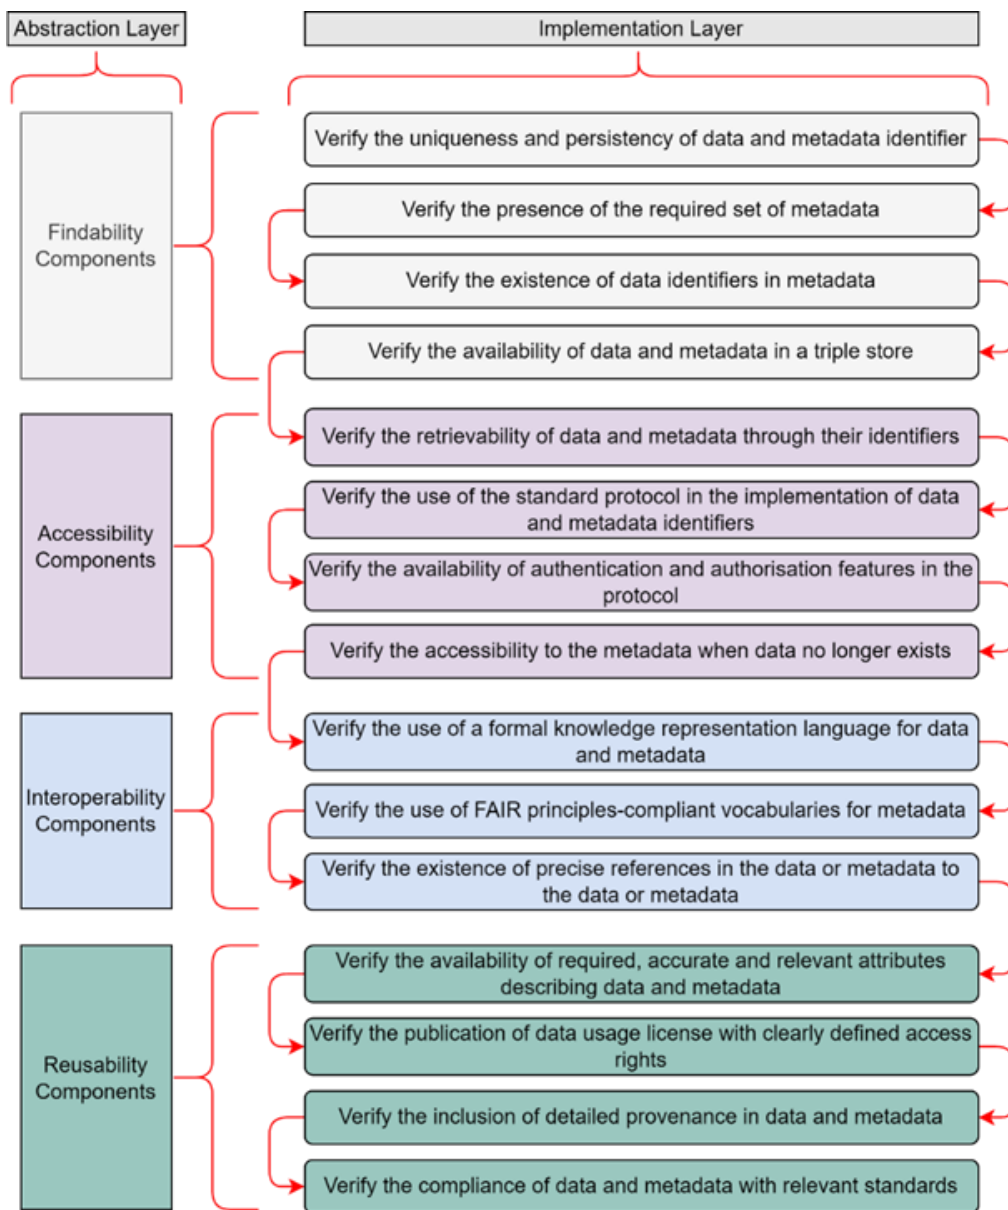 Abstraction Layer
Implementation Layer
Findability
Components
Verify the uniqueness and persistency of data and metadata identifier
Verify the presence of the required set of metadata
Verify the existence of data identifiers in metadata
Verify the availability of data and metadata in a triple store
Accessibility
Components
Verify the retrievability of data and metadata through their identifiers
Verify the use of the standard protocol in the implementation of data
and metadata identifiers
Verify the availability of authentication and authorisation features in the
protocol
Verify the accessibility to the metadata when data no longer exists
Interoperability
Components
Verify the use of a formal knowledge representation language for data
and metadata
Verify the use of FAIR principles-compliant vocabularies for metadata
Verify the existence of precise references in the data or metadata to
the data or metadata
Reusability
Components
Verify the availability of required, accurate and relevant attributes
describing data and metadata
Verify the publication of data usage license with clearly defined access
rights
Verify the inclusion of detailed provenance in data and metadata
Verify the compliance of data and metadata with relevant standards